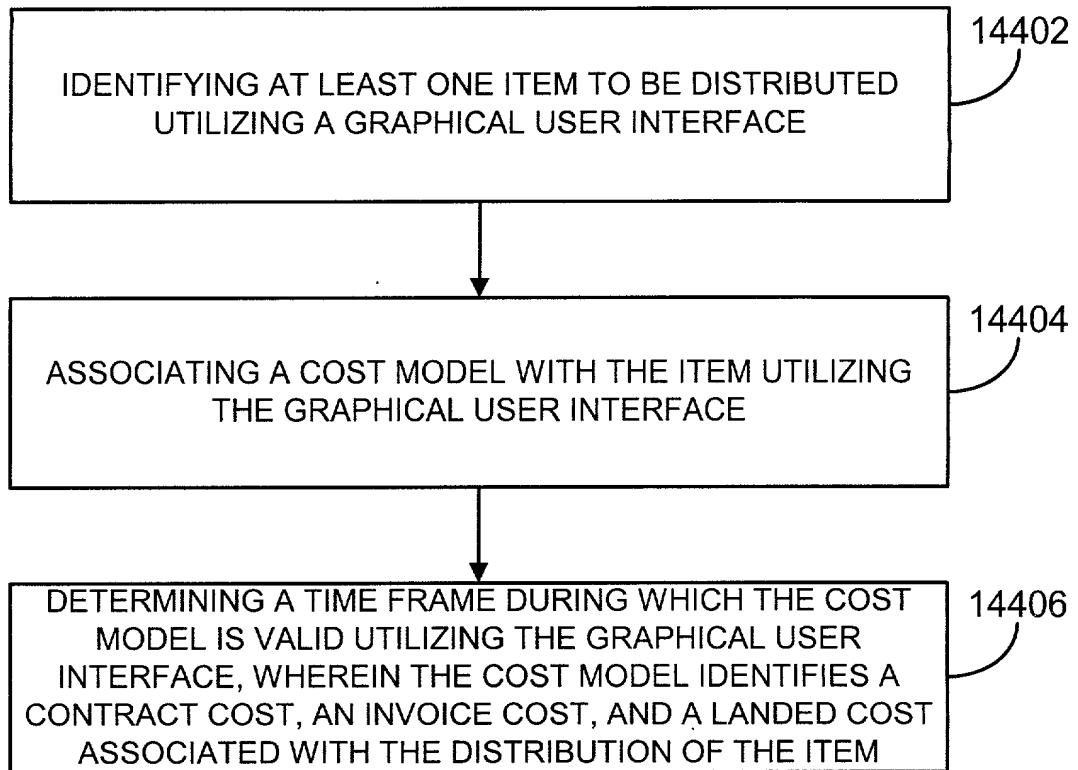 14402
IDENTIFYING AT LEAST ONE ITEM TO BE DISTRIBUTED
UTILIZING A GRAPHICAL USER INTERFACE
14404
ASSOCIATING A COST MODEL WITH THE ITEM UTILIZING
THE GRAPHICAL USER INTERFACE
14406
DETERMINING A TIME FRAME DURING WHICH THE COST
MODEL IS VALID UTILIZING THE GRAPHICAL USER
INTERFACE, WHEREIN THE COST MODEL IDENTIFIES A
CONTRACT COST, AN INVOICE COST, AND A LANDED COST
ASSOCIATED WITH THE DISTRIBUTION OF THE ITEM